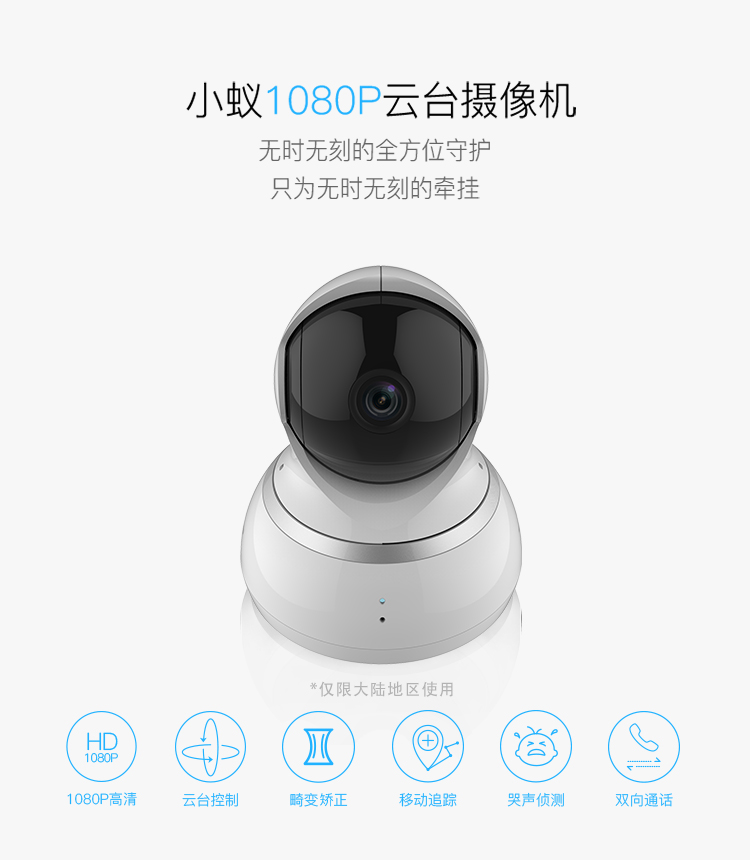 小蚁1080P云台摄像机
无时无刻的全方位守护
只为无时无刻的牵挂
*仅限大陆地区使用
HD
1080P
1080P高清
云台控制
畸变矫正
移动追踪
哭声侦测
双向通话